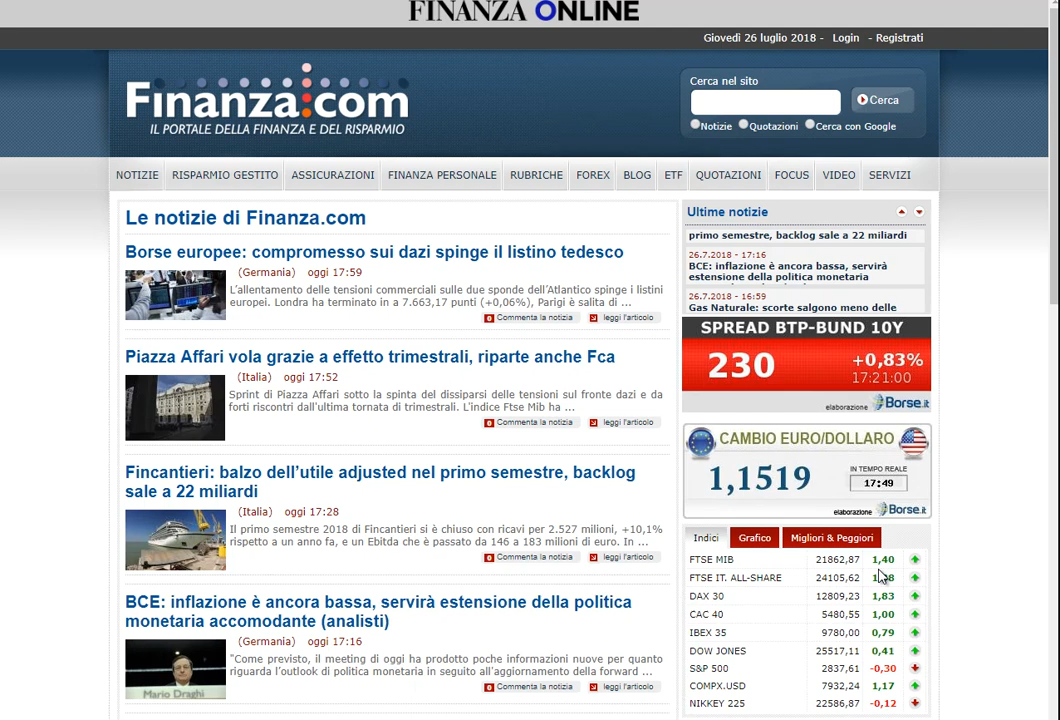 FINANZA ONLINE
Giovedì 26 luglio 2018 - Login - Registrati
Finanza.com
IL PORTALE DELLA FINANZA E DEL RISPARMIO
Cerca nel sito
Cerca
Notizie Quotazioni Cerca con Google
NOTIZIE RISPARMIO GESTITO ASSICURAZIONI FINANZA PERSONALE RUBRICHE FOREX BLOG ETF QUOTAZIONI FOCUS VIDEO SERVIZI
Le notizie di Finanza.com
Borse europee: compromesso sui dazi spinge il listino tedesco
(Germania) oggi 17:59
L'allentamento delle tensioni commerciali sulle due sponde dell'Atlantico spinge i listini
europei. Londra ha terminato in a 7.663,17 punti (+0,06%), Parigi è salita di ...
Commenta la notizia leggi l'articolo
Piazza Affari vola grazie a effetto trimestrali, riparte anche Fca
(Italia) oggi 17:52
Sprint di Piazza Affari sotto la spinta del dissiparsi delle tensioni sul fronte dazi e da
forti riscontri dall'ultima tornata di trimestrali. L'indice Ftse Mib ha ...
Commenta la notizia leggi l'articolo
Fincantieri: balzo dell'utile adjusted nel primo semestre, backlog
sale a 22 miliardi
(Italia) oggi 17:28
Il primo semestre 2018 di Fincantieri si è chiuso con ricavi per 2.527 milioni, +10,1%
rispetto a un anno fa, e un Ebitda che è passato da 146 a 183 milioni di euro. In ...
Commenta la notizia leggi l'articolo
BCE: inflazione è ancora bassa, servirà estensione della politica
monetaria accomodante (analisti)
(Germania) oggi 17:16
"Come previsto, il meeting di oggi ha prodotto poche informazioni nuove per quanto
riguarda l'outlook di politica monetaria in seguito all'aggiornamento della forward ...
Mario Draghi
Commenta la notizia leggi l'articolo
Ultime notizie
primo semestre, backlog sale a 22 miliardi
26.7.2018 - 17:16
BCE: inflazione è ancora bassa, servirà
estensione della politica monetaria
26.7.2018 - 16:59
Gas Naturale: scorte salgono meno delle
SPREAD BTP-BUND 10Y
230 +0,83%
17:21:00
elaborazione Borse.it
CAMBIO EURO/DOLLARO
1,1519
IN TEMPO REALE
17:49
elaborazione Borse.it
Indici Grafico Migliori & Peggiori
FTSE MIB 21862,87 1,40
FTSE IT. ALL-SHARE 24105,62
DAX 30 12809,23 1,83
CAC 40 5480,55 1,00
IBEX 35 9780,00 0,79
DOW JONES 25517,11 0,41
S&P 500 2837,61 -0,30
COMPX.USD 7932,24 1,17
NIKKEY 225 22586,87 -0,12